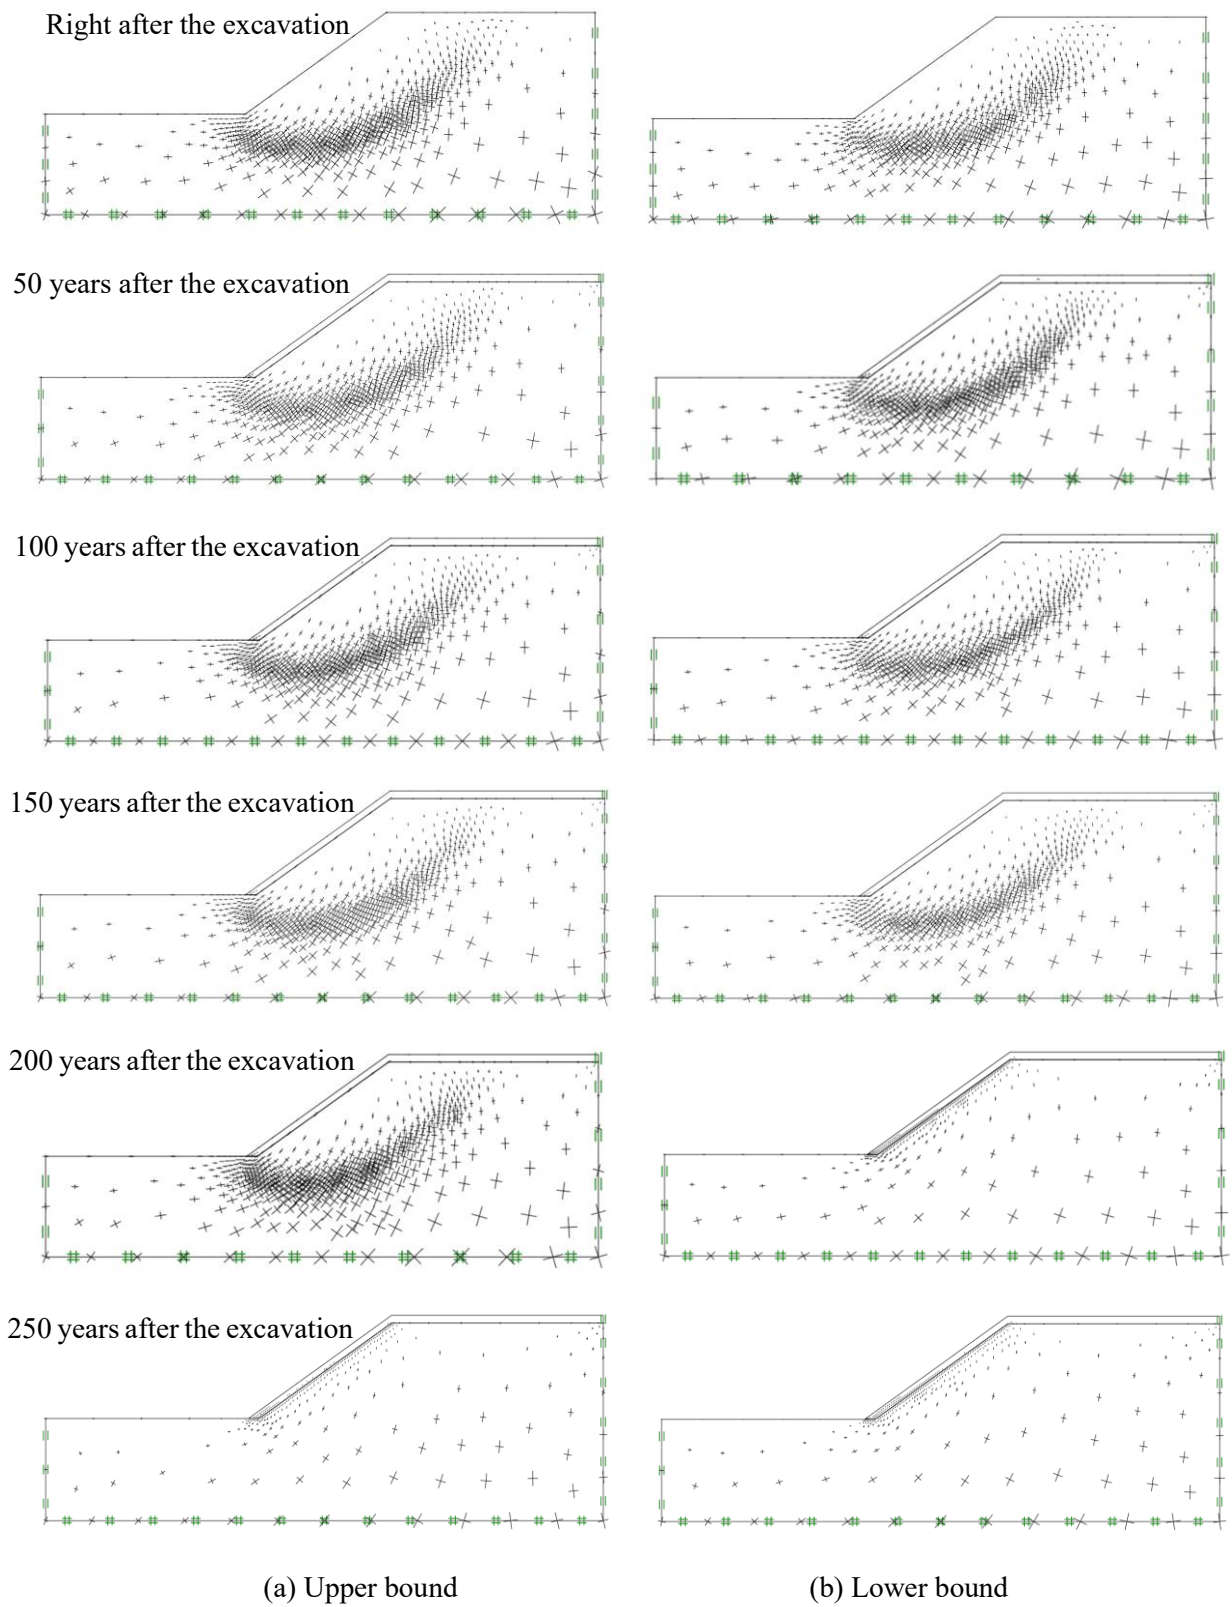 Right after the excavation
50 years after the excavation
100 years after the excavation
150 years after the excavation
200 years after the excavation
250 years after the excavation
(a) Upper bound
(b) Lower bound